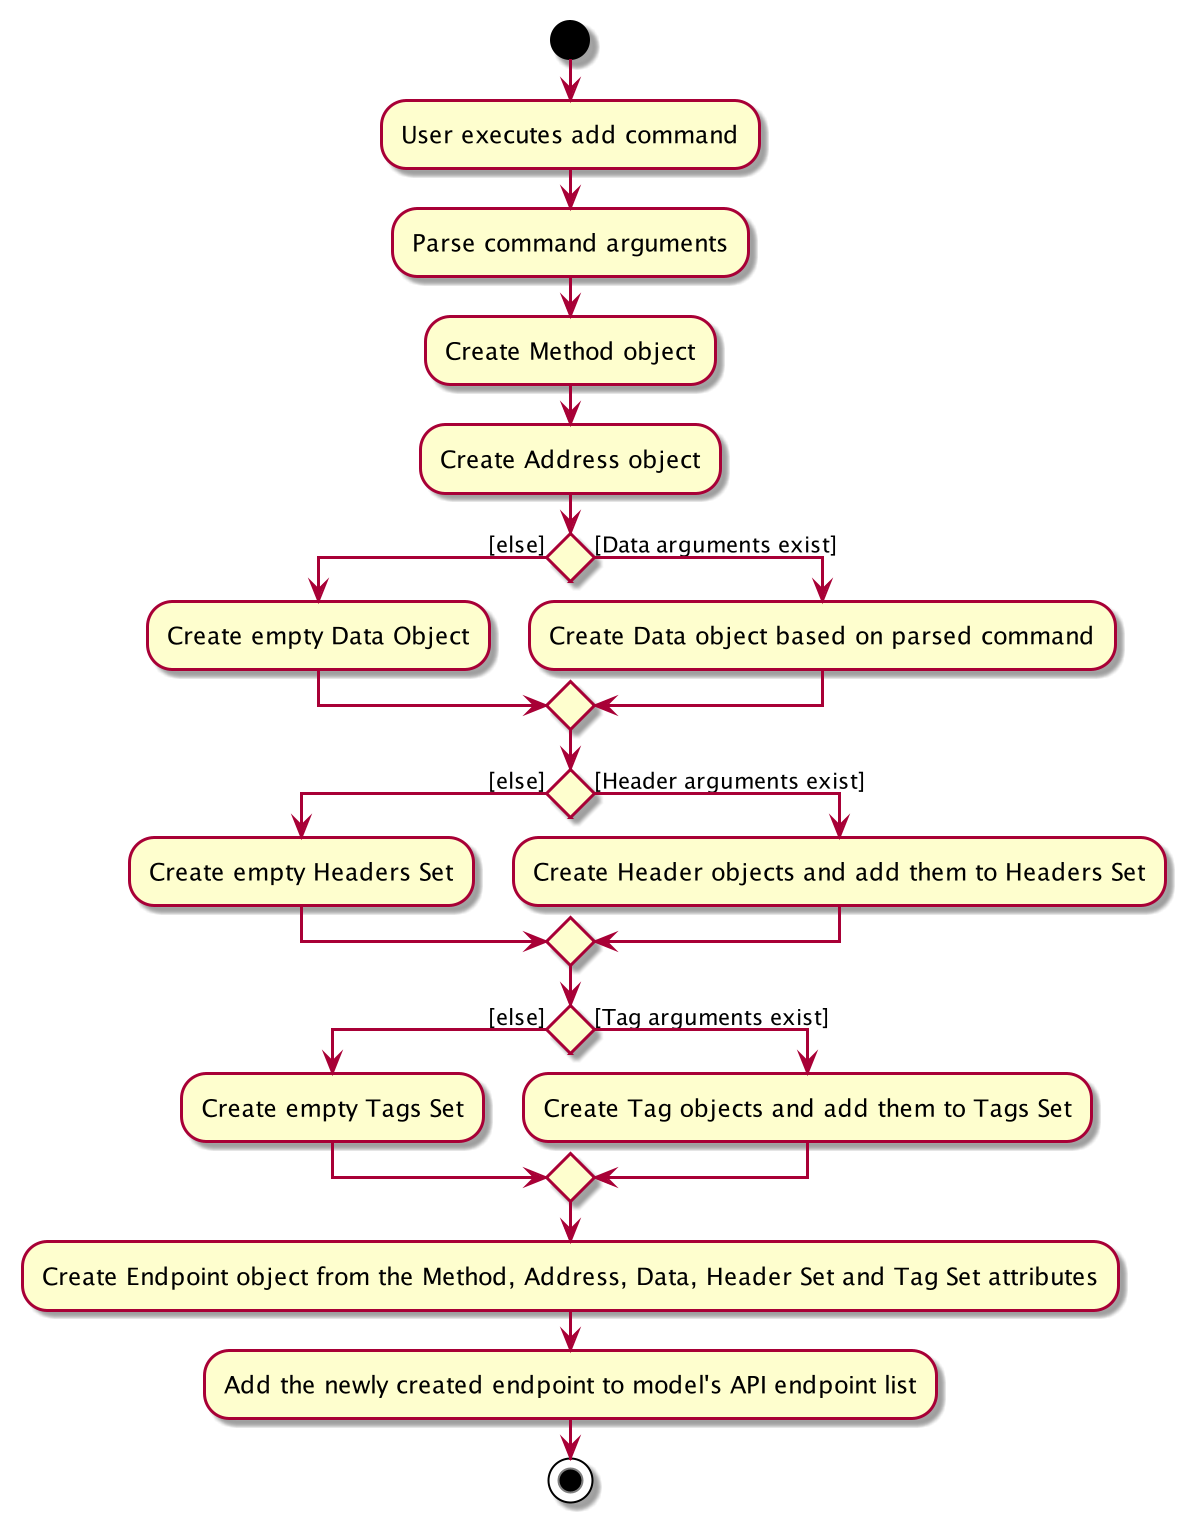 User executes add command
Parse command arguments
Create Method object
Create Address object
[else]
[Data arguments exist]
Create empty Data Object
Create Data object based on parsed command
[else]
[Header arguments exist]
Create empty Headers Set
Create Header objects and add them to Headers Set
[else]
[Tag arguments exist]
Create empty Tags Set
Create Tag objects and add them to Tags Set
Create Endpoint object from the Method, Address, Data, Header Set and Tag Set attributes
Add the newly created endpoint to model's API endpoint list